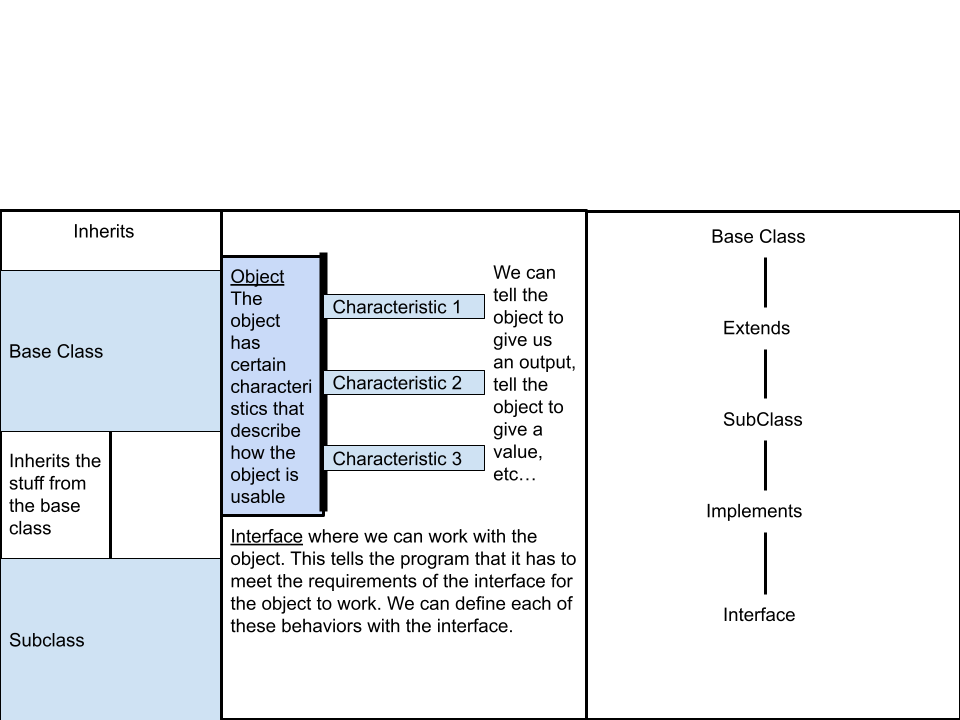 Inherits
Base Class
Inherits the
stuff from
the base
class
Subclass
Object
The
object
has
certain
characteri
stics that
describe
how the
object is
usable
Characteristic 1
Characteristic 2
Characteristic 3
We can
tell the
object to
give us
an output,
tell the
object to
give a
value,
etc…
Interface where we can work with the
object. This tells the program that it has to
meet the requirements of the interface for
the object to work. We can define each of
these behaviors with the interface.
Base Class
Extends
SubClass
Implements
Interface